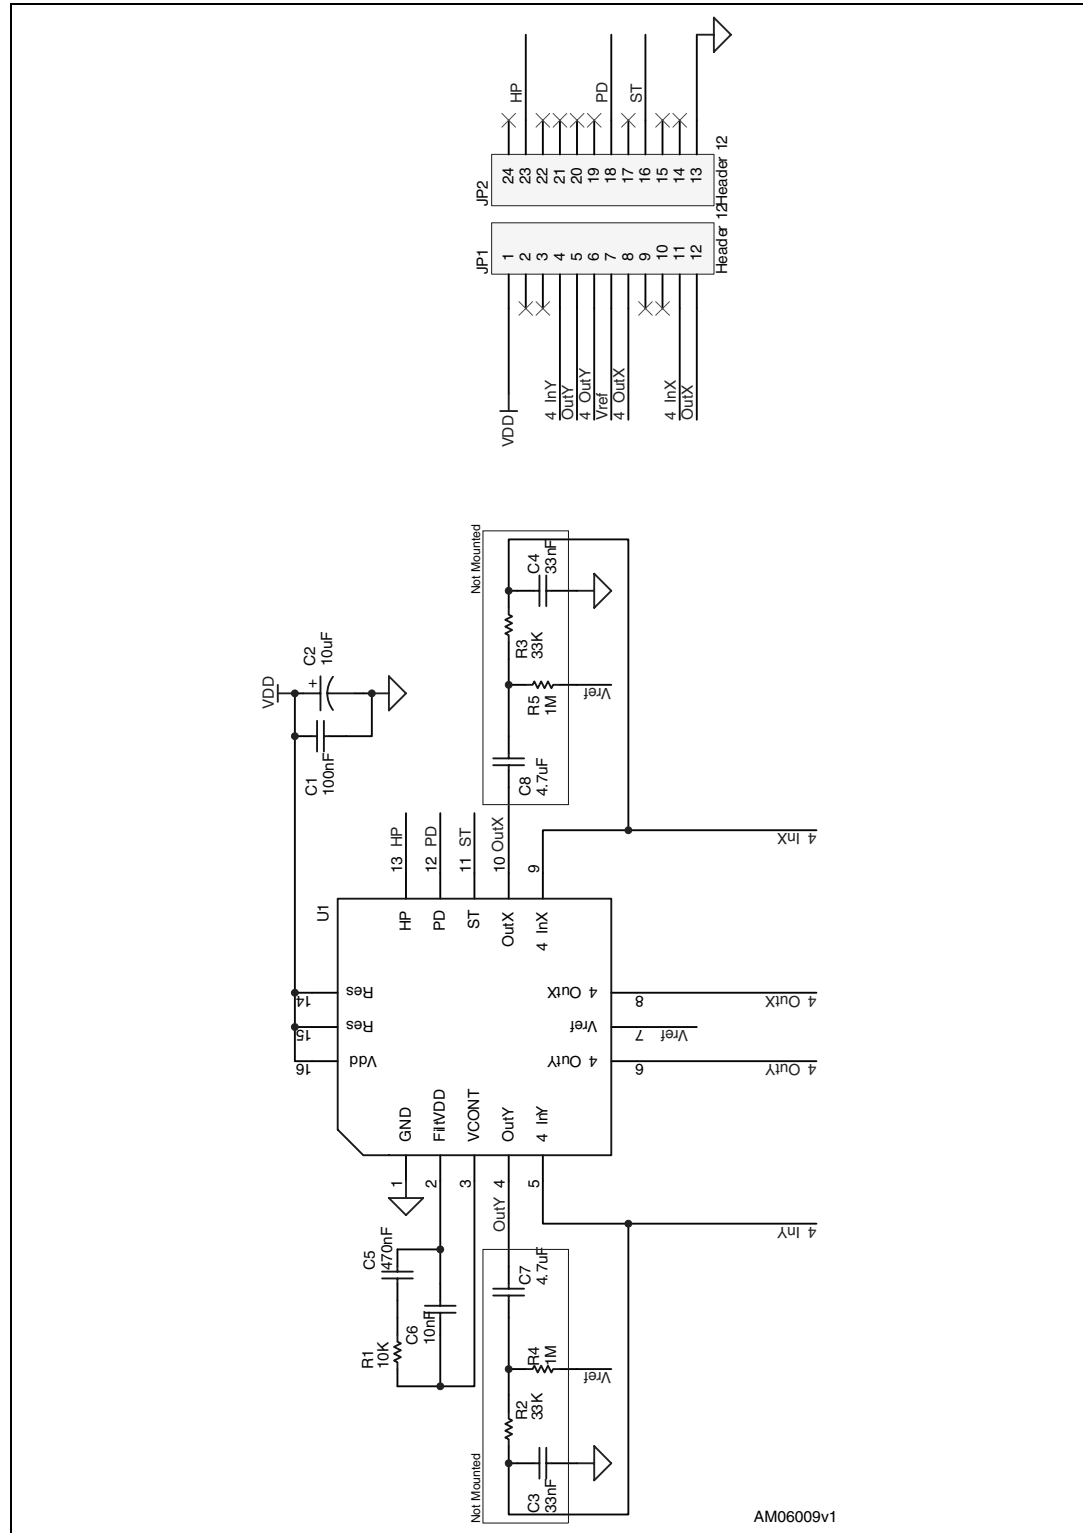 HP
PD
ST
24
23
22
21
20
19
18
17
16
15
14
13
JP2
Header 12
JP1
Header 12
1
2
3
4
5
6
7
8
9
10
11
12
VDD
4 InY
OutY
4 OutY
Vref
4 OutX
4 InX
OutX
Not Mounted
C4
33nF
R3
33K
R5
1M
Vref
C8
4.7uF
VDD
C2
10uF
+
C1
100nF
13 HP
12 PD
11 ST
10 OutX
9
4 InX
U1
HP
PD
ST
OutX
4 InX
14
Res
15
Res
16
Vdd
4 OutX
8
4 OutX
Vref
7
Vref
4 OutY
6
4 OutY
GND
FiltVDD
VCONT
OutY
4 InY
1
2
3
4
5
OutY
4 InY
C5
470nF
R1
10K
C6
10nF
C7
4.7uF
R4
1M
Vref
R2
33K
Not Mounted
C3
33nF
AM06009v1